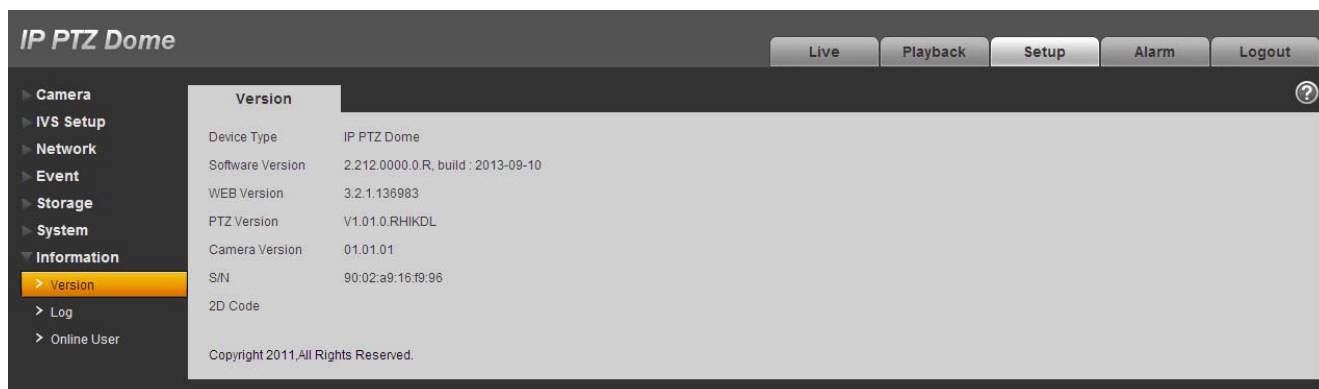 IP PTZ Dome
Live Playback Setup Alarm Logout
Camera
IVS Setup
Network
Event
Storage
System
Information
> Version
> Log
> Online User
Version
?
Device Type IP PTZ Dome
Software Version 2.212.0000.0.R, build : 2013-09-10
WEB Version 3.2.1.136983
PTZ Version V1.01.0.RHIKDL
Camera Version 01.01.01
S/N 90:02:a9:16:f9:96
2D Code
Copyright 2011,All Rights Reserved.